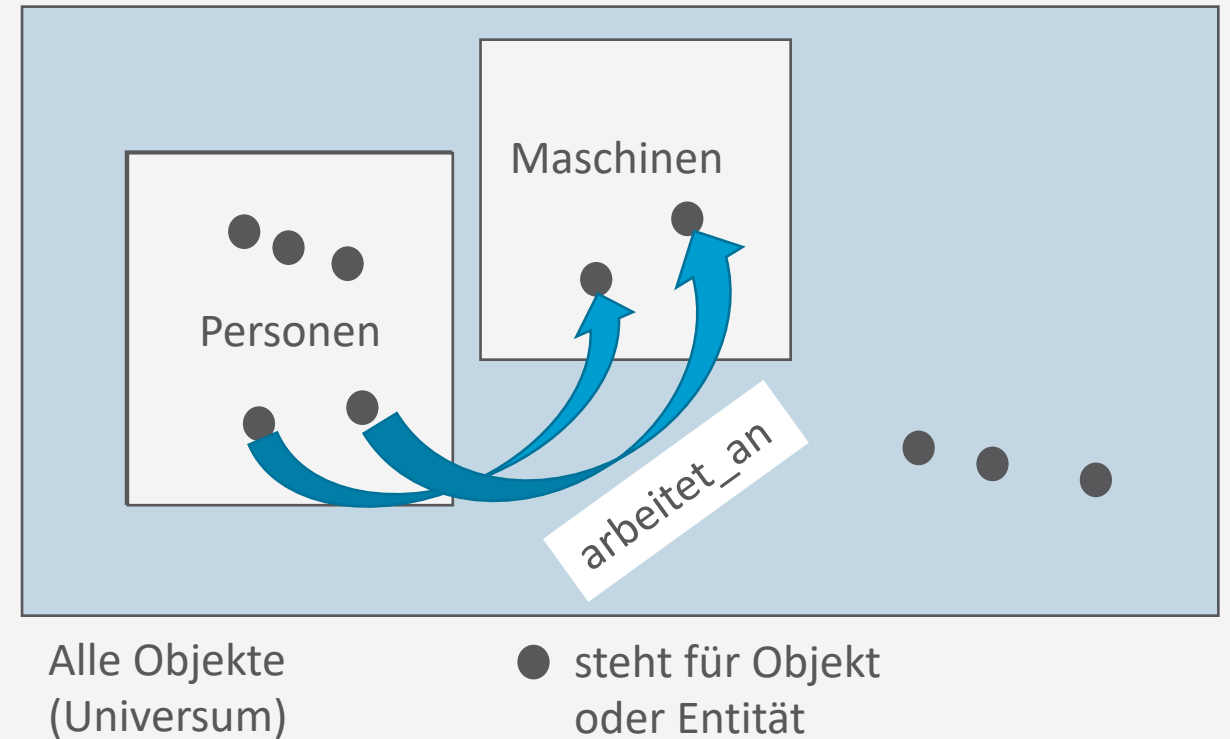 Maschinen
Personen
arbeitet_an
Alle Objekte
(Universum)
steht für Objekt
oder Entität